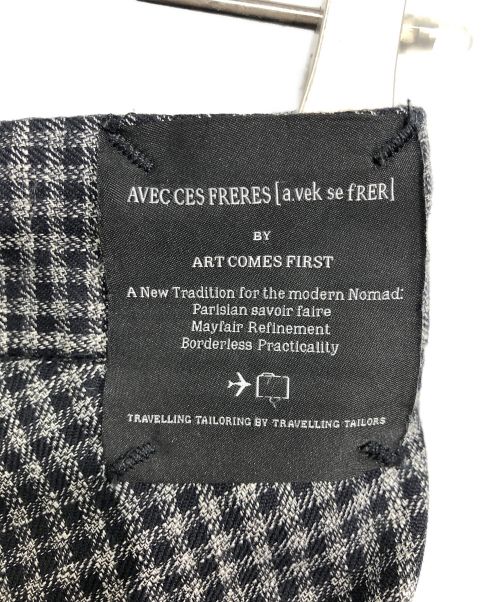 AVEC CES FRERES [a.vek se fRER]
BY
ART COMES FIRST
A New Tradition for the modern Nomad:
Parisian savoir faire
Mayfair Refinement
Borderless Practicality
TRAVELLING TAILORING BY TRAVELLING TAILORS